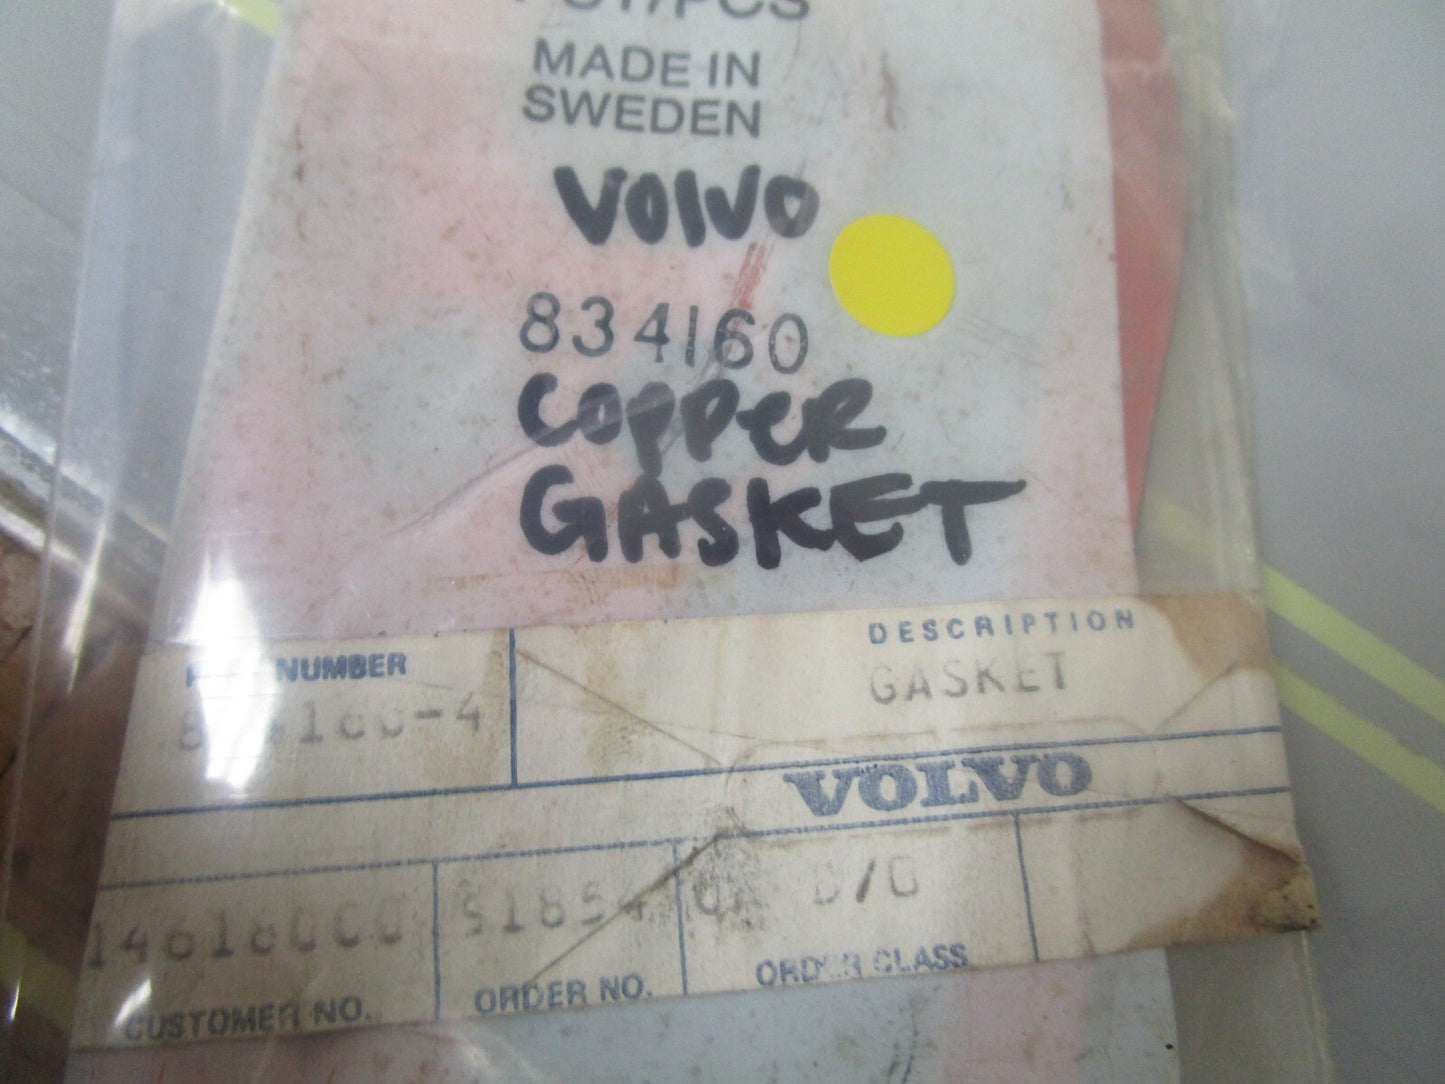 MADE IN
SWEDEN
VOLVO
834160
COPPER
GASKET
NUMBER
DESCRIPTION
GASKET
VOLVO
D/O
CUSTOMER NO.
ORDER NO.
ORDER CLASS